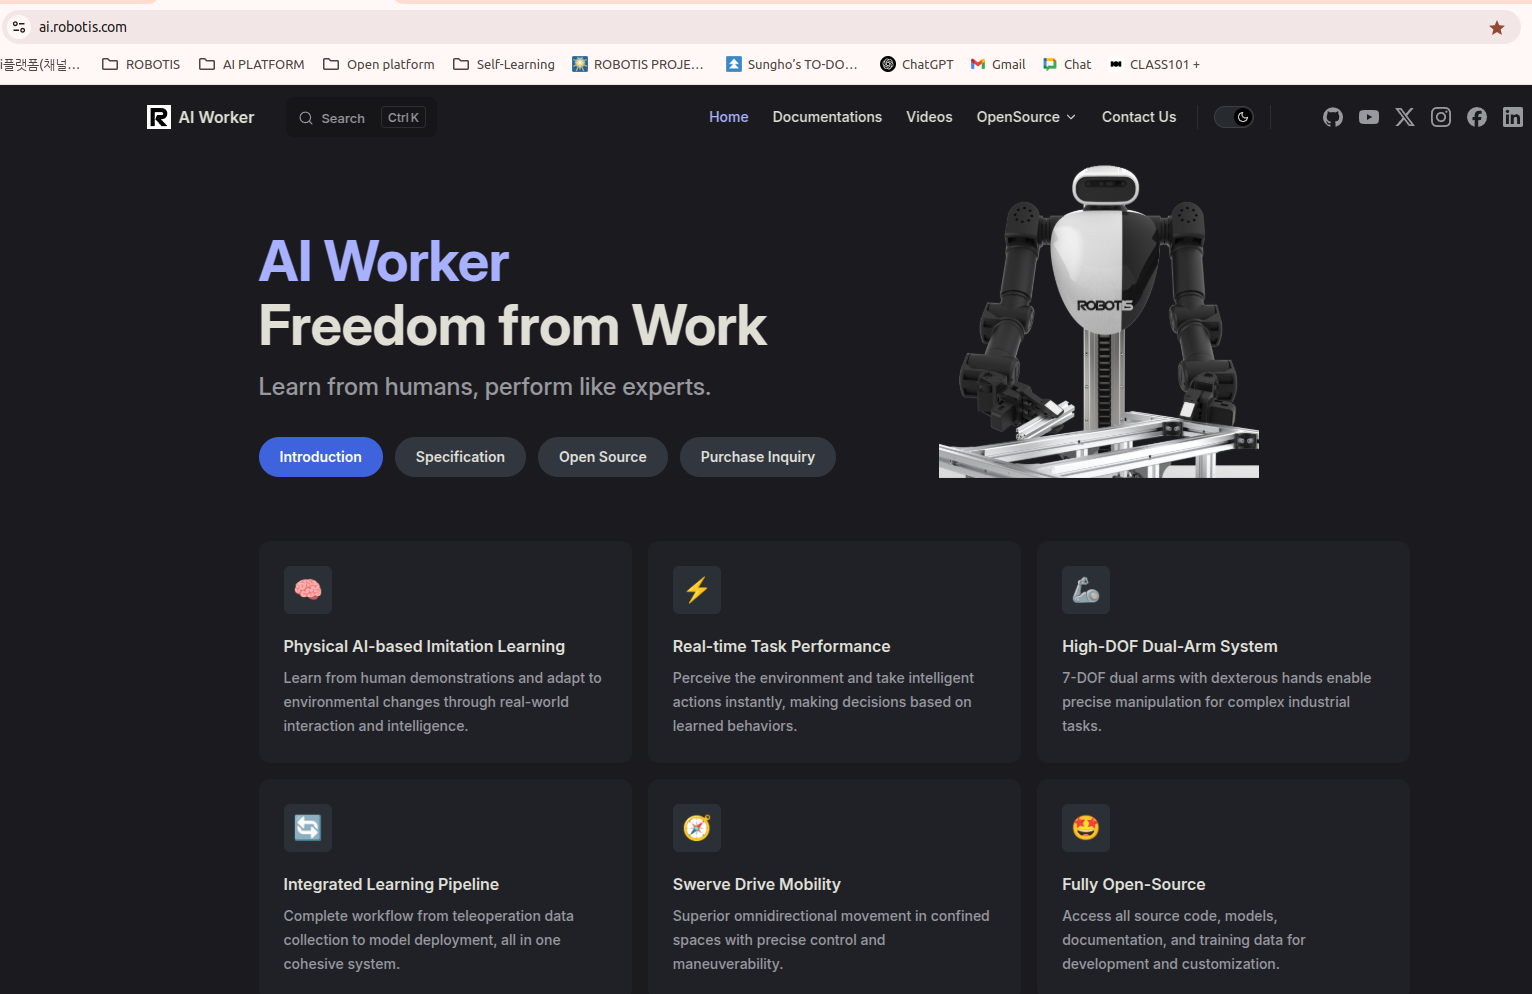 ai.robotis.com
i플랫폼(채널...
ROBOTIS
AI PLATFORM
Open platform
Self-Learning
ROBOTIS PROJE...
Sungho's TO-DO...
ChatGPT
Gmail
Chat
CLASS101 +
AI Worker
Search
Ctrl K
Home
Documentations
Videos
OpenSource
Contact Us
AI Worker
Freedom from Work
Learn from humans, perform like experts.
Introduction
Specification
Open Source
Purchase Inquiry
ROBOTIS
Physical AI-based Imitation Learning
Learn from human demonstrations and adapt to
environmental changes through real-world
interaction and intelligence.
Real-time Task Performance
Perceive the environment and take intelligent
actions instantly, making decisions based on
learned behaviors.
High-DOF Dual-Arm System
7-DOF dual arms with dexterous hands enable
precise manipulation for complex industrial
tasks.
Integrated Learning Pipeline
Complete workflow from teleoperation data
collection to model deployment, all in one
cohesive system.
Swerve Drive Mobility
Superior omnidirectional movement in confined
spaces with precise control and
maneuverability.
Fully Open-Source
Access all source code, models,
documentation, and training data for
development and customization.